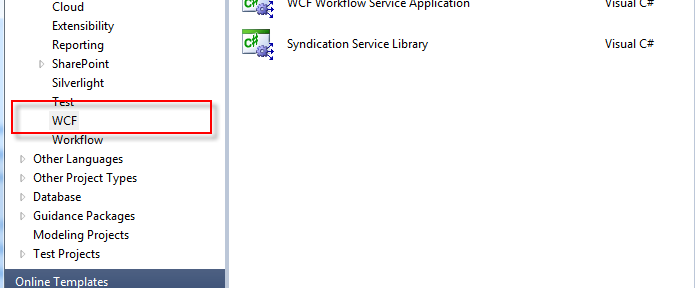 Cloud
Extensibility
Reporting
SharePoint
Silverlight
Test
WCF
Workflow
Other Languages
Other Project Types
Database
Guidance Packages
Modeling Projects
Test Projects
Online Templates
WCF Workflow Service Application Visual C#
Syndication Service Library Visual C#